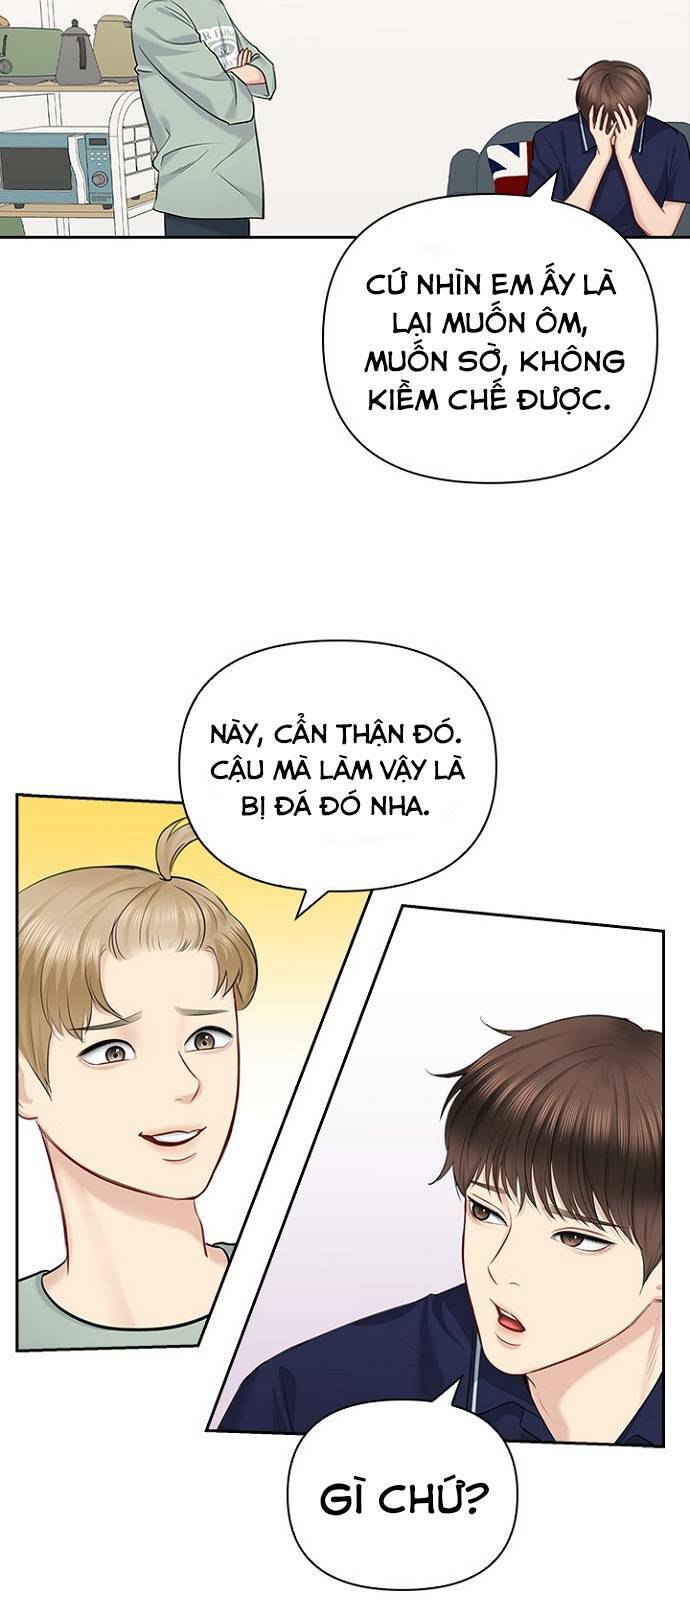 CỨ NHÌN EM ẤY LÀ
LẠI MUỐN ÔM,
MUỐN SỜ, KHÔNG
KIỀM CHẾ ĐƯỢC.
NÀY, CẨN THẬN ĐÓ.
CẬU MÀ LÀM VẬY LÀ
BỊ ĐÁ ĐÓ NHA.
GÌ CHỨ?